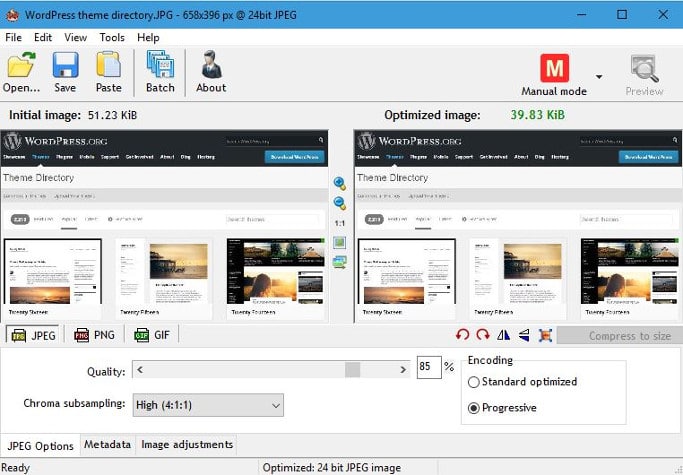 WordPress theme directory.JPG - 658x396 px @ 24bit JPEG
File Edit View Tools Help
Open... Save Paste Batch About Manual mode Preview
M
Initial image: 51.23 KiB Optimized image: 39.83 KiB
WORDPRESS.ORG
Showcase Themes Plugins Mobile Support Get Involved About Blog Hosting Download WordPress
Theme Directory
Twenty Sixteen Twenty Fifteen Twenty Fourteen
WORDPRESS.ORG
Showcase Themes Plugins Mobile Support Get Involved About Blog Hosting Download WordPress
Theme Directory
Twenty Sixteen Twenty Fifteen Twenty Fourteen
1:1
JPG JPEG PNG PNG GIF GIF Compress to size
Quality: 85 %
Chroma subsampling: High (4:1:1)
Encoding
Standard optimized
Progressive
JPEG Options Metadata Image adjustments
Ready Optimized: 24 bit JPEG image